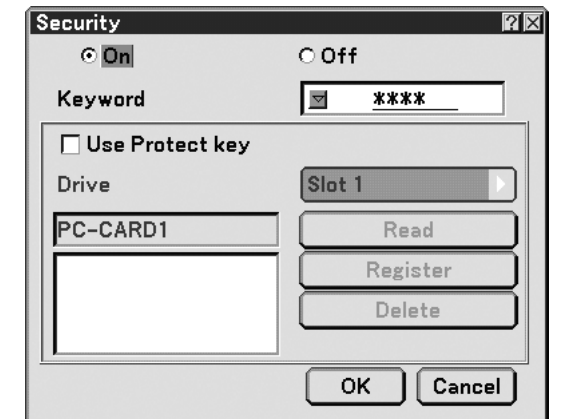 Security
On Off
Keyword ****
Use Protect key
Drive Slot 1
PC-CARD1 Read
Register
Delete
OK Cancel